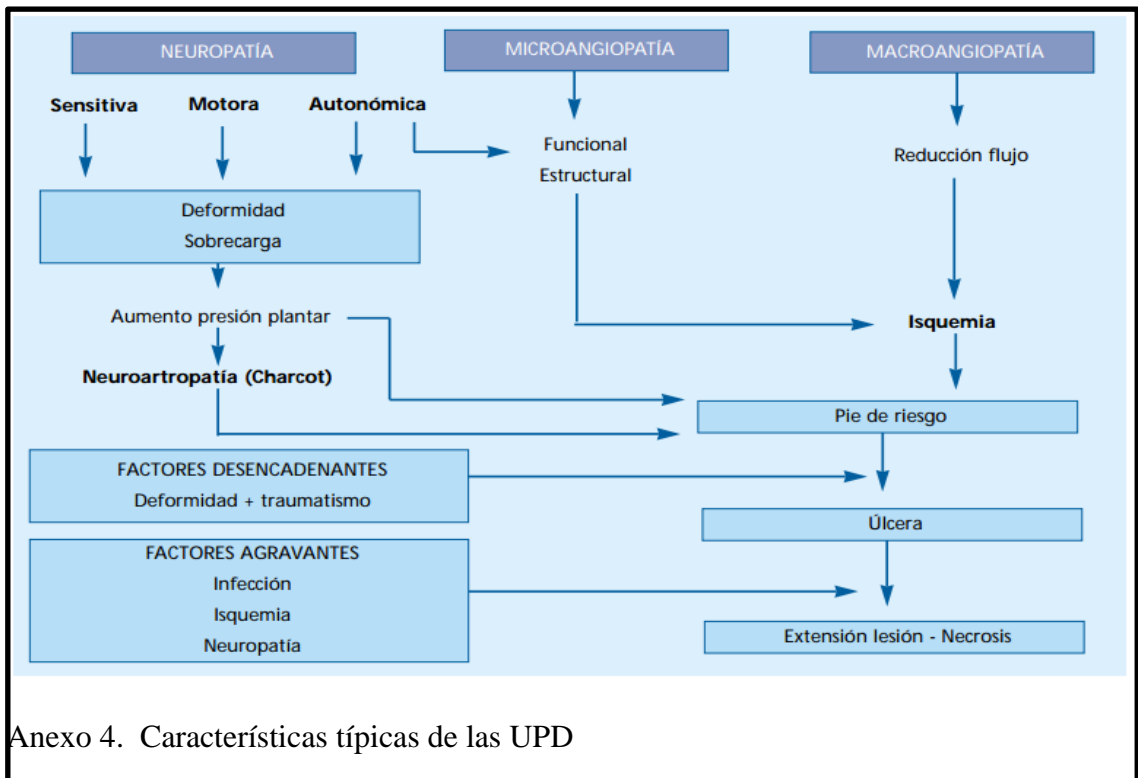 NEUROPATÍA
MICROANGIOPATÍA
MACROANGIOPATÍA
Sensitiva
Motora
Autonómica
Funcional
Estructural
Reducción flujo
Deformidad
Sobrecarga
Aumento presión plantar
Isquemia
Neuroartropatía (Charcot)
Pie de riesgo
FACTORES DESENCADENANTES
Deformidad + traumatismo
Úlcera
FACTORES AGRAVANTES
Infección
Isquemia
Neuropatía
Extensión lesión - Necrosis
Anexo 4. Características típicas de las UPD